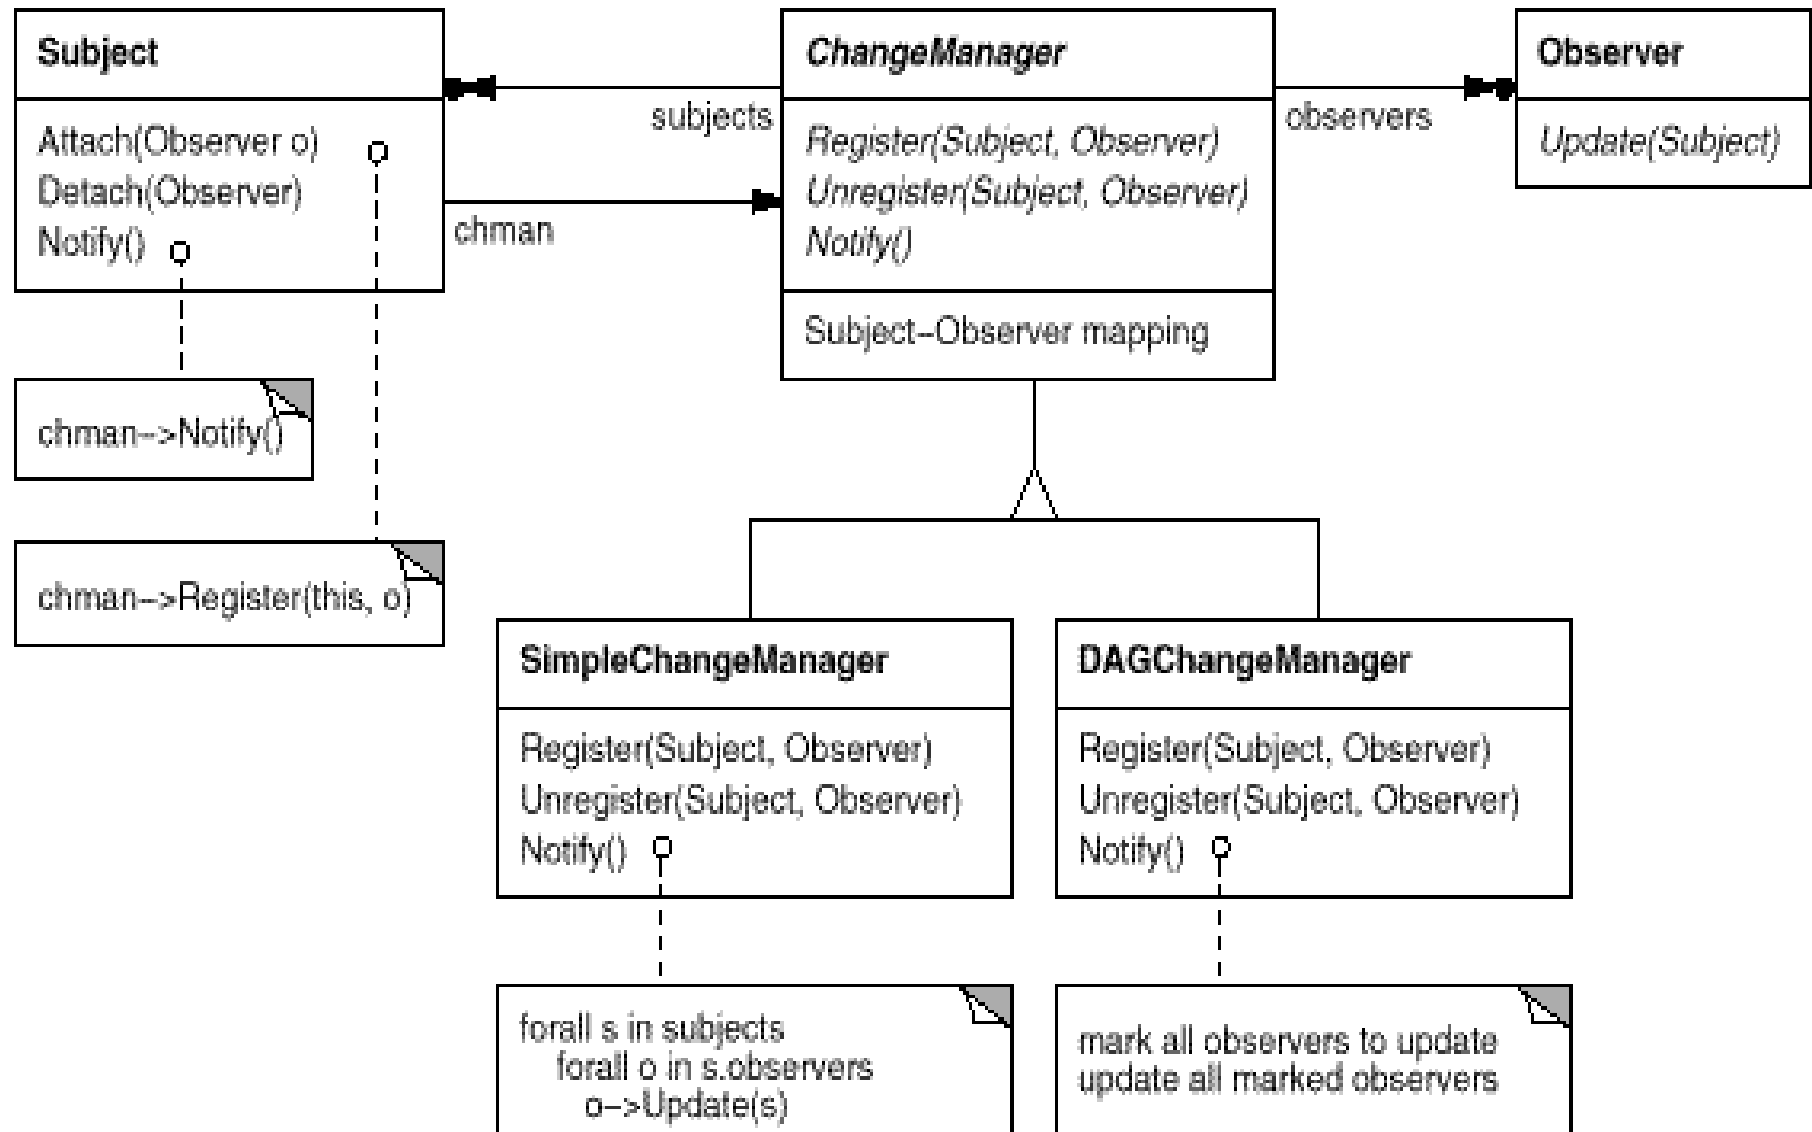 Subject
Attach(Observer o)
Detach(Observer)
Notify()
subjects
chman
ChangeManager
Register(Subject, Observer)
Unregister(Subject, Observer)
Notify()
Subject–Observer mapping
observers
Observer
Update(Subject)
chman–>Notify()
chman–>Register(this, o)
SimpleChangeManager
Register(Subject, Observer)
Unregister(Subject, Observer)
Notify()
forall s in subjects
forall o in s.observers
o–>Update(s)
DAGChangeManager
Register(Subject, Observer)
Unregister(Subject, Observer)
Notify()
mark all observers to update
update all marked observers